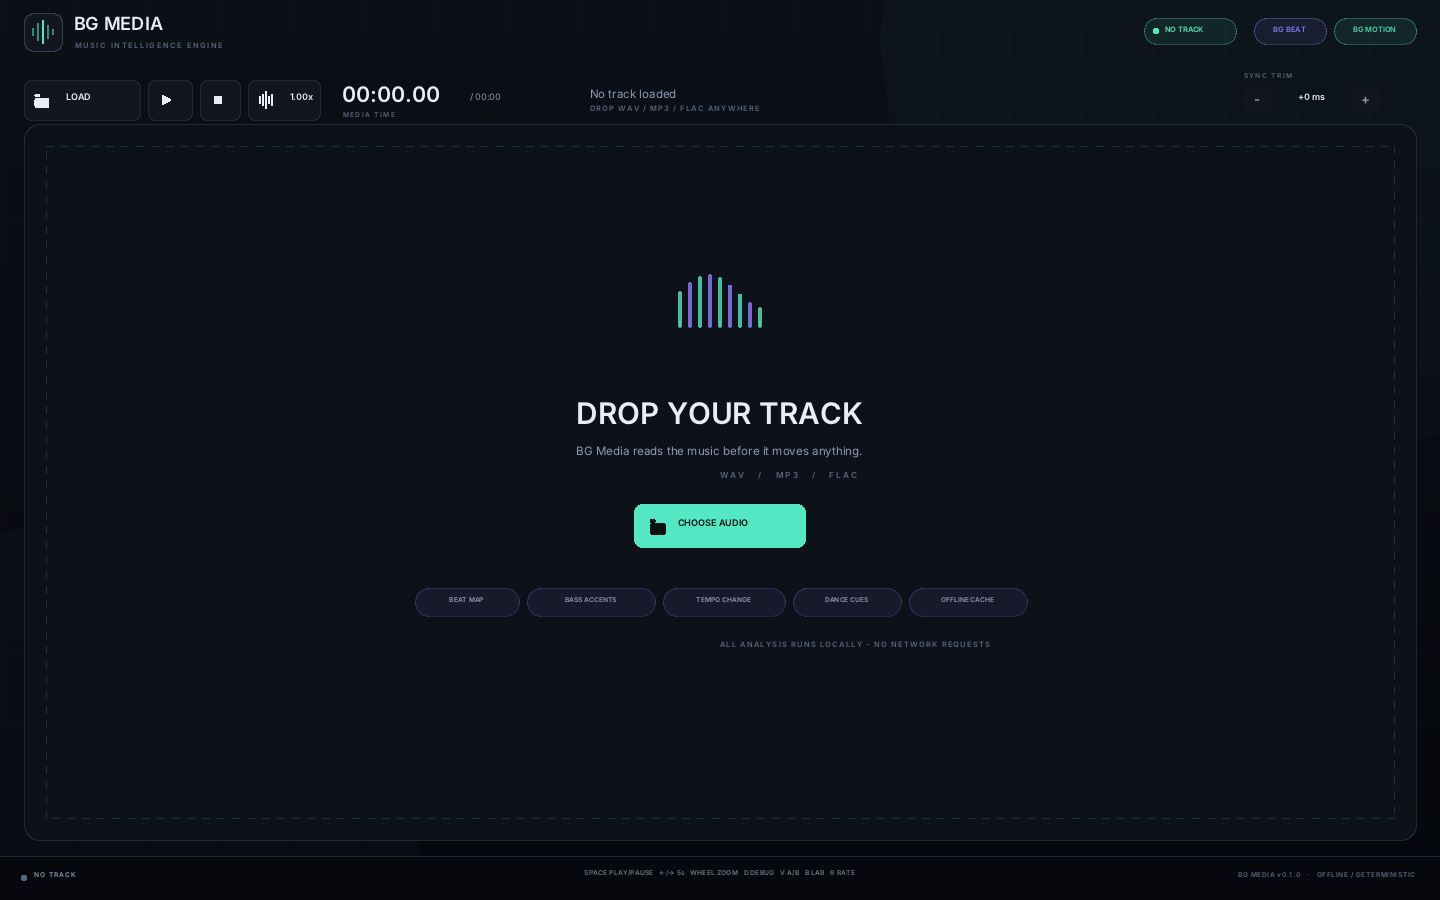 BG MEDIA
MUSIC INTELLIGENCE ENGINE
NO TRACK
BG BEAT
BG MOTION
LOAD
1.00x
00:00.00
/ 00:00
MEDIA TIME
No track loaded
DROP WAV / MP3 / FLAC ANYWHERE
SYNC TRIM
- +0 ms +
DROP YOUR TRACK
BG Media reads the music before it moves anything.
WAV / MP3 / FLAC
CHOOSE AUDIO
BEAT MAP
BASS ACCENTS
TEMPO CHANGE
DANCE CUES
OFFLINE CACHE
ALL ANALYSIS RUNS LOCALLY - NO NETWORK REQUESTS
NO TRACK
SPACE PLAY/PAUSE ←/→ 5s WHEEL ZOOM D DEBUG V A/B B LAB R RATE
BG MEDIA v0.1.0 · OFFLINE / DETERMINISTIC